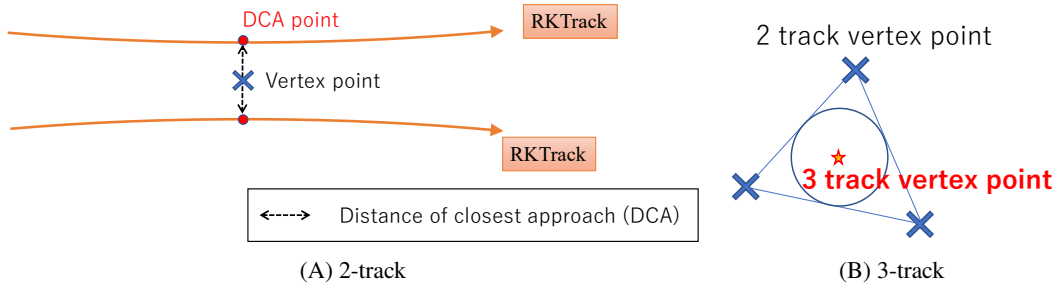 DCA point
RKTrack
Vertex point
RKTrack
Distance of closest approach (DCA)
(A) 2-track
2 track vertex point
3 track vertex point
(B) 3-track